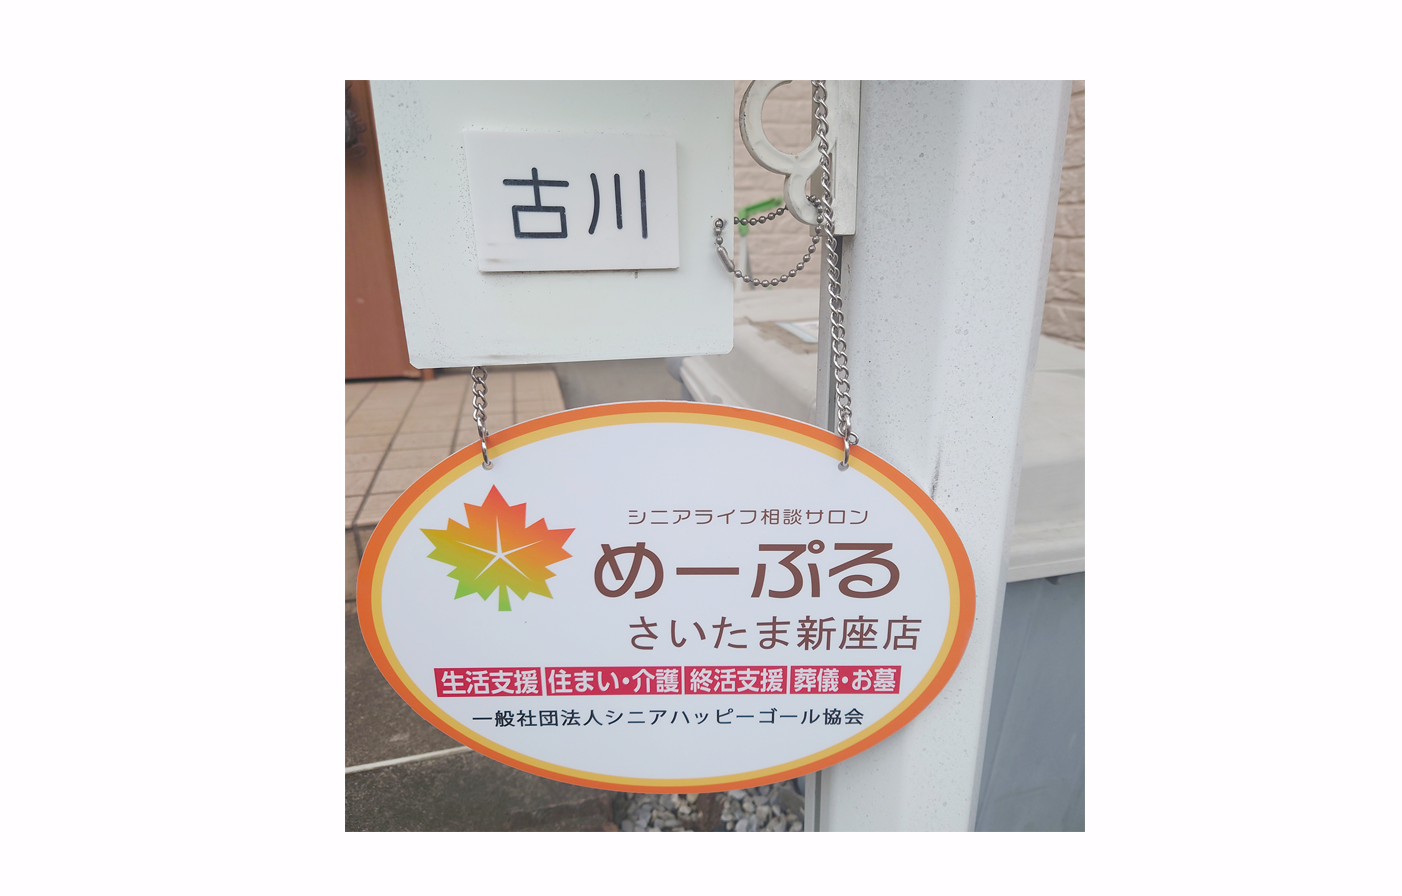 古川
シニアライフ相談サロン
めーぷる
さいたま新座店
生活支援 住まい・介護 終活支援 葬儀・お墓
一般社団法人シニアハッピーゴール協会